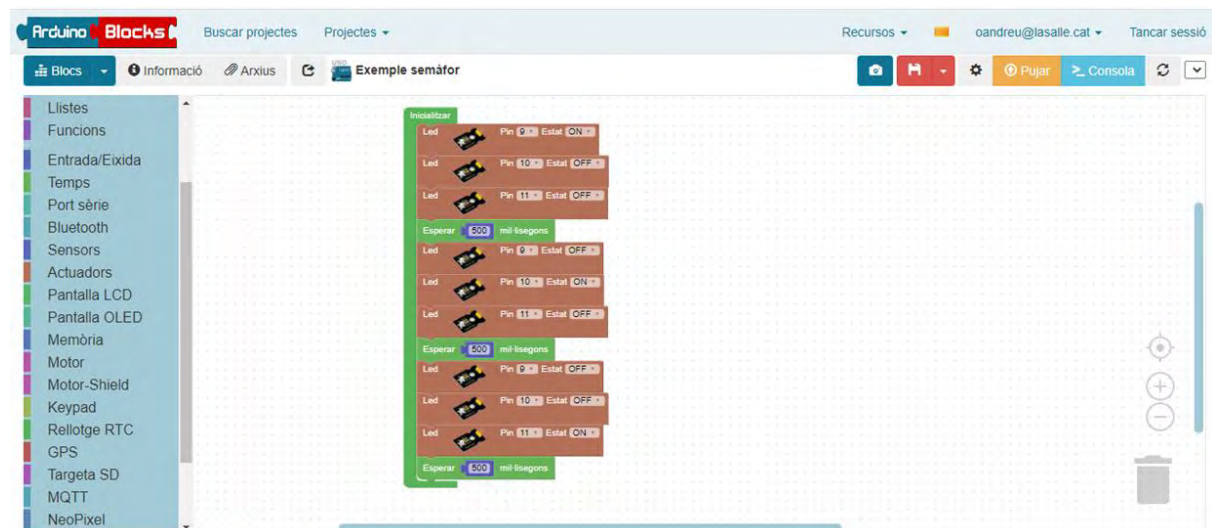 Arduino Blocks Buscar projectes Projectes Recursos oandreu@lasalle.cat Tancar sessió
Blocs Informació Arxius UNO Exemple semàfor Pujar >_ Consola
Llistes
Funcions
Entrada/Eixida
Temps
Port sèrie
Bluetooth
Sensors
Actuadors
Pantalla LCD
Pantalla OLED
Memòria
Motor
Motor-Shield
Keypad
Rellotge RTC
GPS
Targeta SD
MQTT
NeoPixel
Inicialitzar
Led Pin 9 Estat ON
Led Pin 10 Estat OFF
Led Pin 11 Estat OFF
Esperar 500 mil·lisegons
Led Pin 9 Estat OFF
Led Pin 10 Estat ON
Led Pin 11 Estat OFF
Esperar 500 mil·lisegons
Led Pin 9 Estat OFF
Led Pin 10 Estat OFF
Led Pin 11 Estat ON
Esperar 500 mil·lisegons